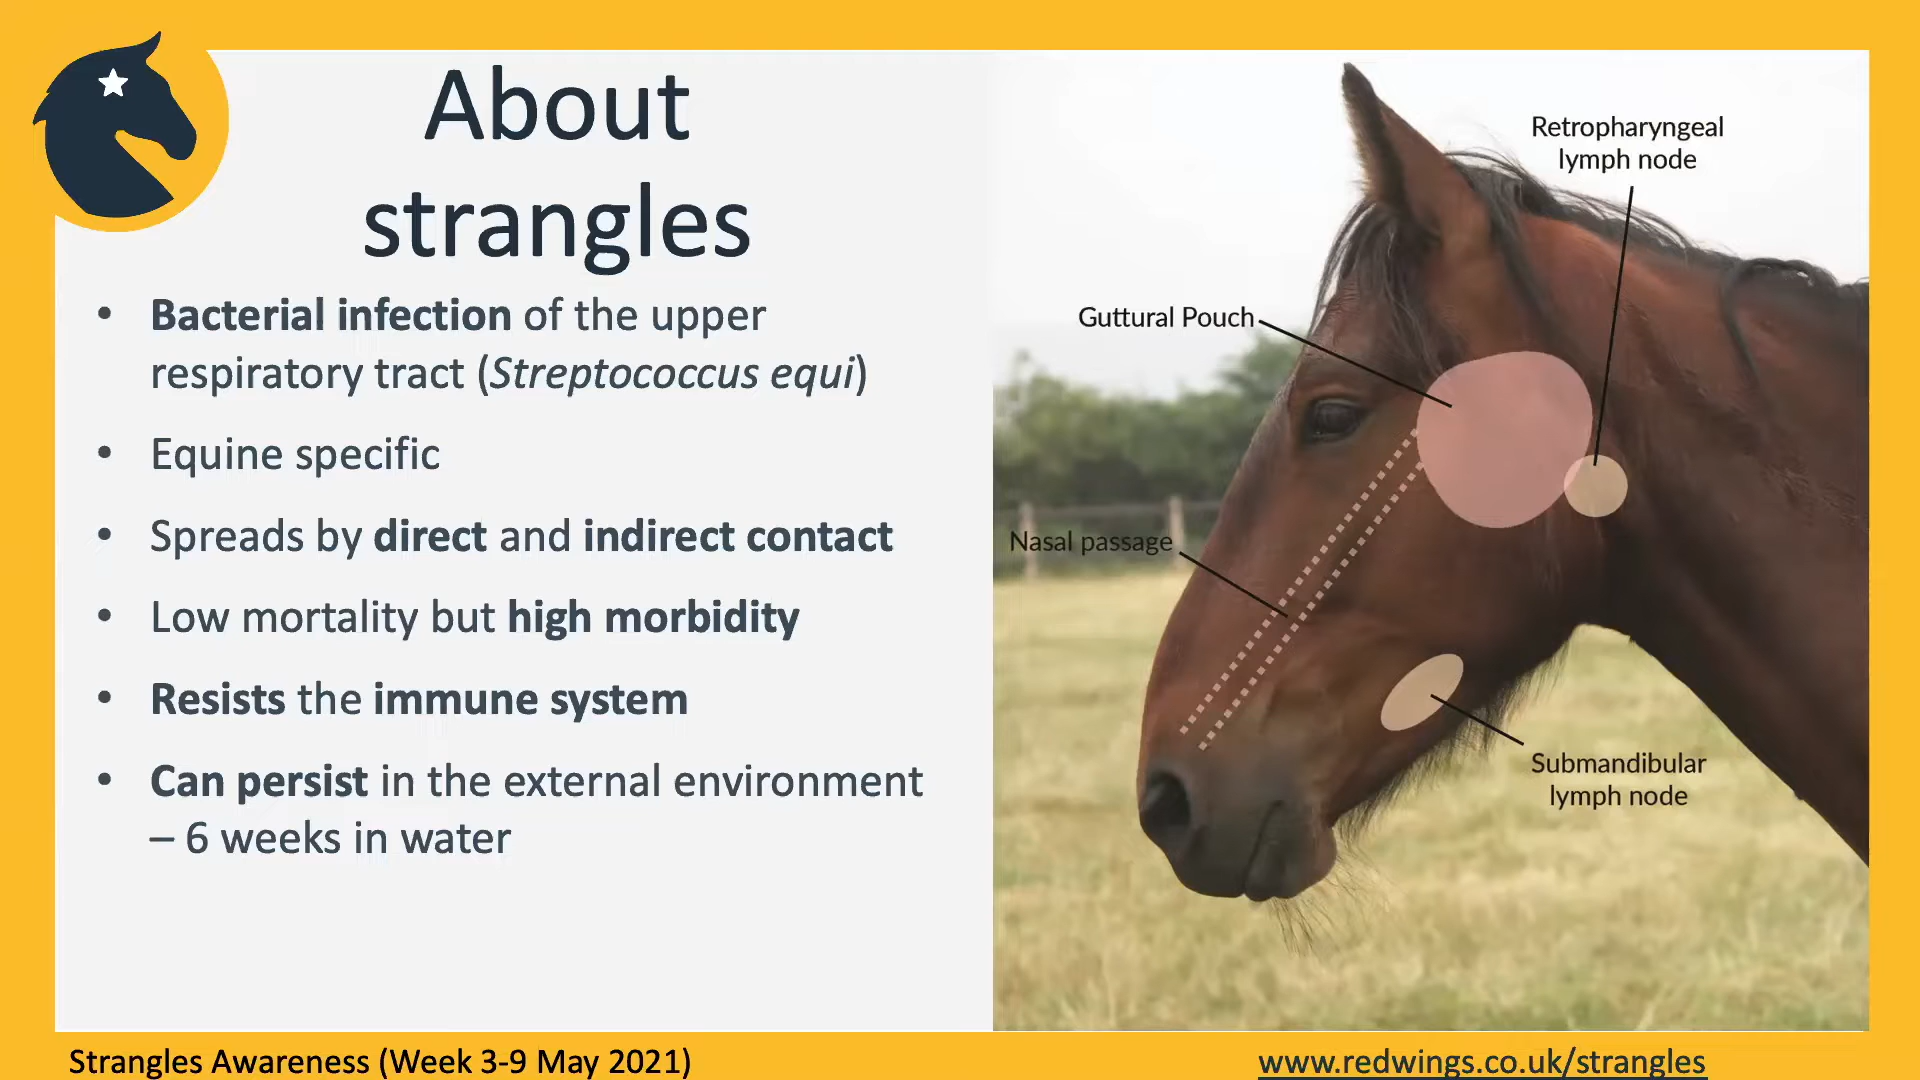 About
strangles
• Bacterial infection of the upper
respiratory tract (Streptococcus equi)
• Equine specific
• Spreads by direct and indirect contact
• Low mortality but high morbidity
• Resists the immune system
• Can persist in the external environment
– 6 weeks in water
Retropharyngeal
lymph node
Guttural Pouch
Nasal passage
Submandibular
lymph node
Strangles Awareness (Week 3-9 May 2021)
www.redwings.co.uk/strangles